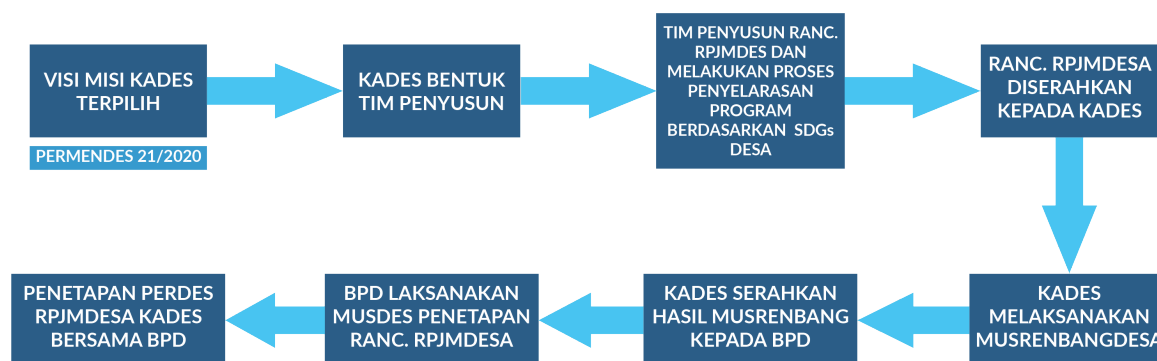 VISI MISI KADES
TERPILIH
PERMENDES 21/2020
KADES BENTUK
TIM PENYUSUN
TIM PENYUSUN RANC.
RPJMDES DAN
MELAKUKAN PROSES
PENYELARASAN
PROGRAM
BERDASARKAN SDGs
DESA
RANC. RPJMDESA
DISERAHKAN
KEPADA KADES
KADES
MELAKSANAKAN
MUSRENBANGDESA
KADES SERAHKAN
HASIL MUSRENBANG
KEPADA BPD
BPD LAKSANAKAN
MUSDES PENETAPAN
RANC. RPJMDESA
PENETAPAN PERDES
RPJMDESA KADES
BERSAMA BPD